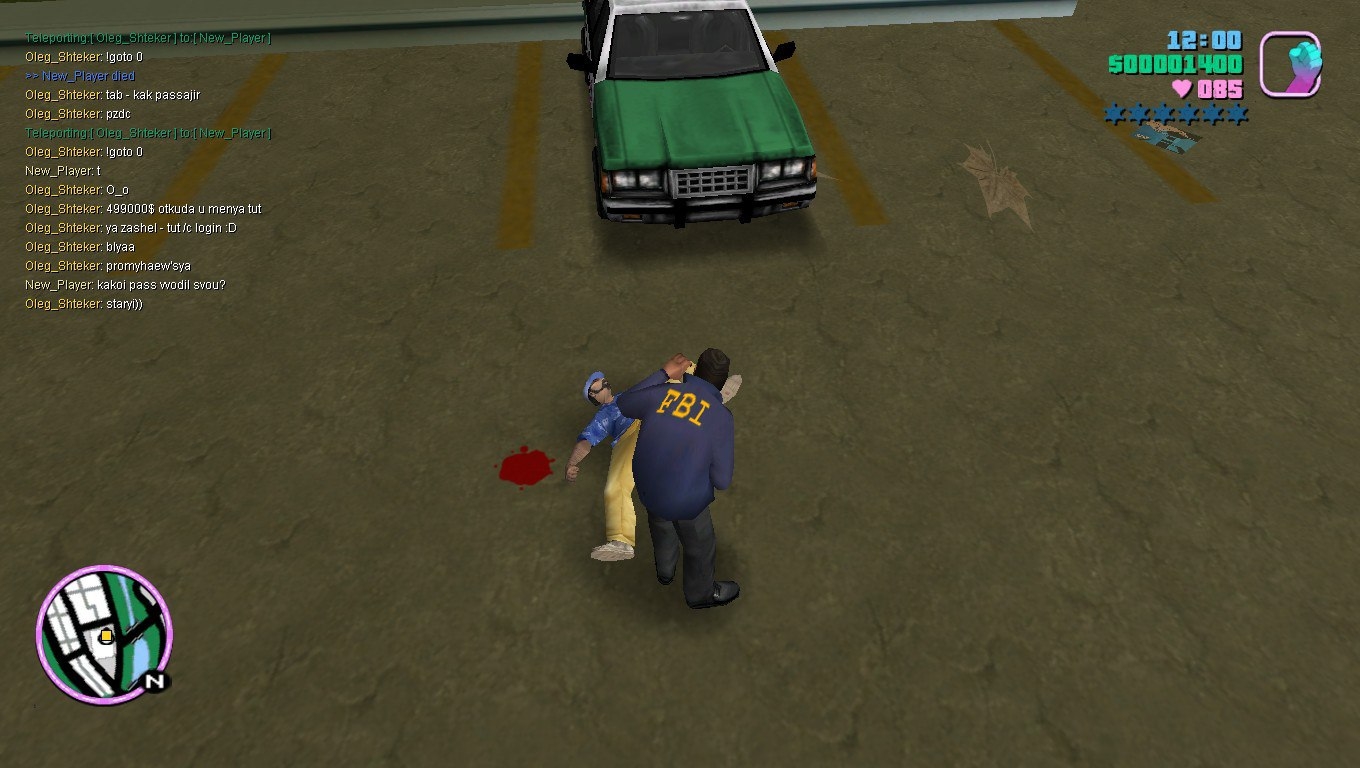 Teleporting:[ Oleg_Shteker ] to:[ New_Player ]
Oleg_Shteker: !goto 0
>> New_Player died
Oleg_Shteker: tab - kak passajir
Oleg_Shteker: pzdc
Teleporting:[ Oleg_Shteker ] to:[ New_Player ]
Oleg_Shteker: !goto 0
New_Player: t
Oleg_Shteker: O_o
Oleg_Shteker: 499000$ otkuda u menya tut
Oleg_Shteker: ya zashel - tut /c login :D
Oleg_Shteker: blyaa
Oleg_Shteker: promyhaew'sya
New_Player: kakoi pass vvodil svou?
Oleg_Shteker: staryi))
12:00
$00001400
085
FBI
N